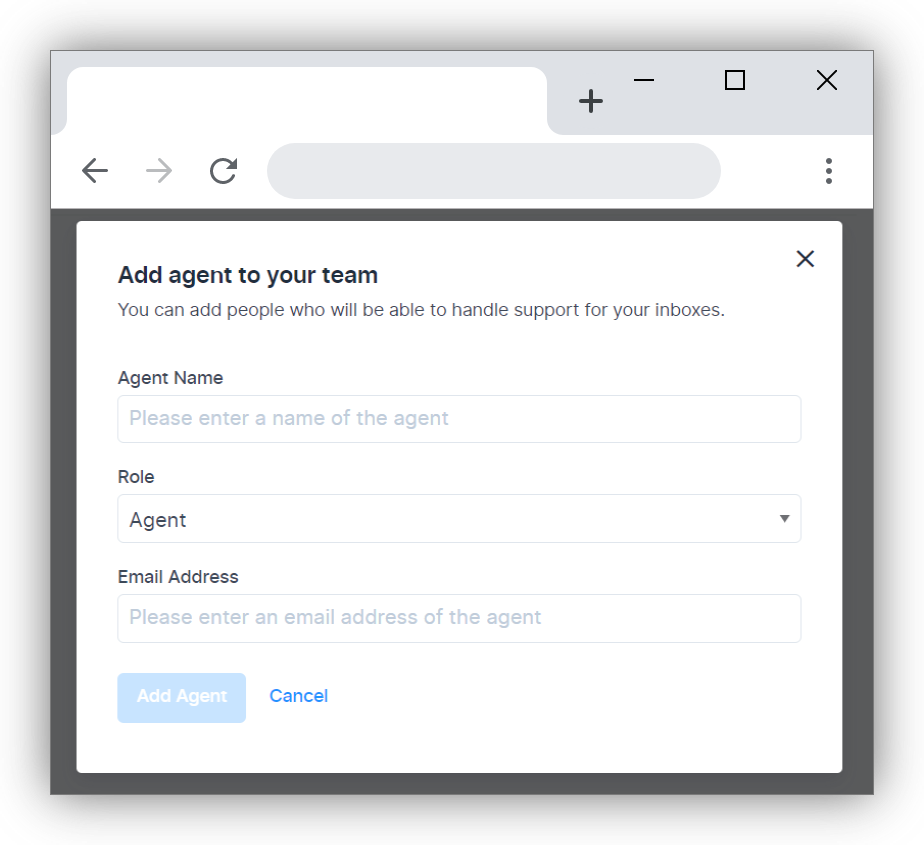 Add agent to your team
You can add people who will be able to handle support for your inboxes.
Agent Name
Please enter a name of the agent
Role
Agent
Email Address
Please enter an email address of the agent
Add Agent Cancel